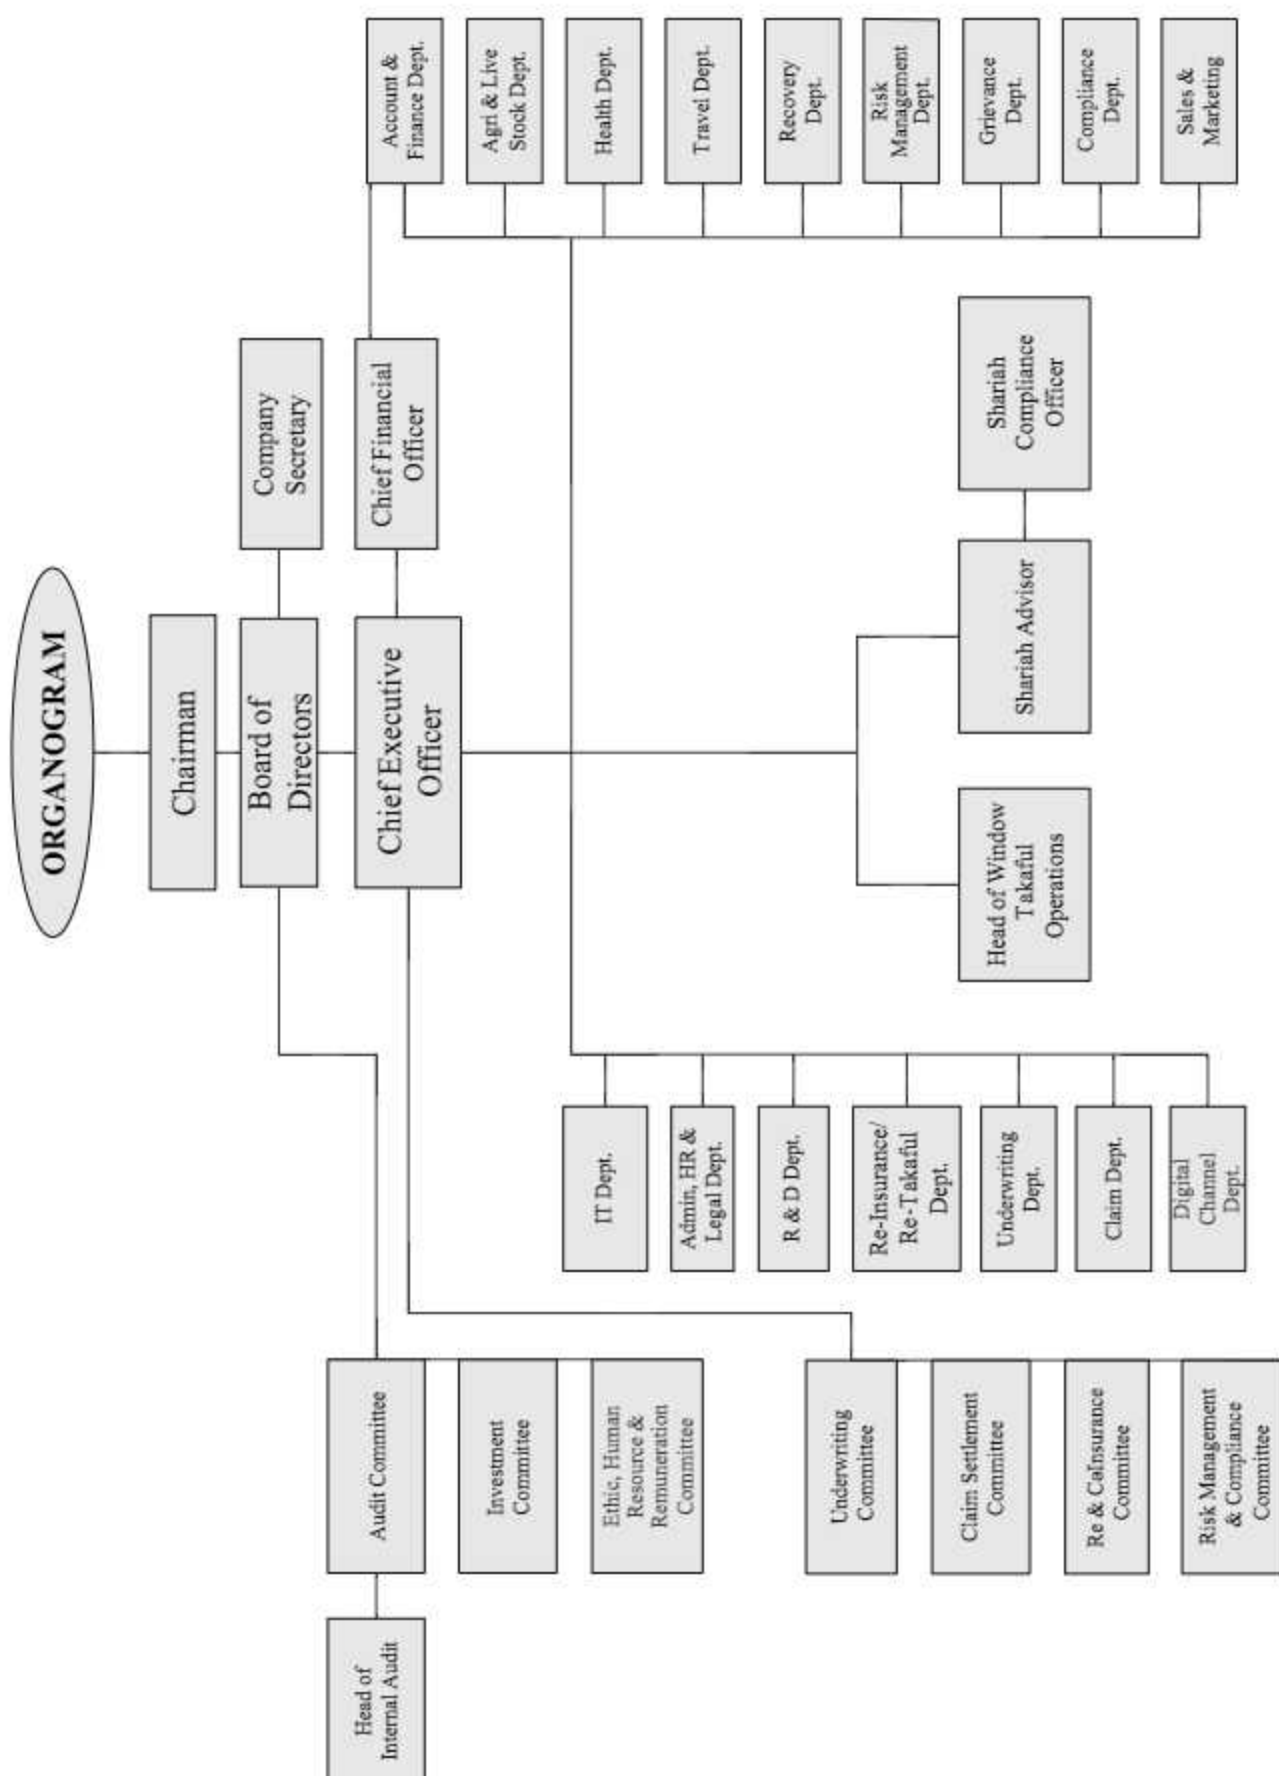 ORGANOGRAM
Chairman
Board of
Directors
Company
Secretary
Chief Executive
Officer
Chief Financial
Officer
Account &
Finance Dept.
Agri & Live
Stock Dept.
Health Dept.
Travel Dept.
Recovery
Dept.
Risk
Management
Dept.
Grievance
Dept.
Compliance
Dept.
Sales &
Marketing
Head of
Internal Audit
Audit Committee
Investment
Committee
Ethic, Human
Resource &
Remuneration
Committee
Underwriting
Committee
Claim Settlement
Committee
Re & CaInsurance
Committee
Risk Management
& Compliance
Committee
IT Dept.
Admin, HR &
Legal Dept.
R & D Dept.
Re-Insurance/
Re-Takaful
Dept.
Underwriting
Dept.
Claim Dept.
Digital
Channel
Dept.
Head of Window
Takaful
Operations
Shariah Advisor
Shariah
Compliance
Officer